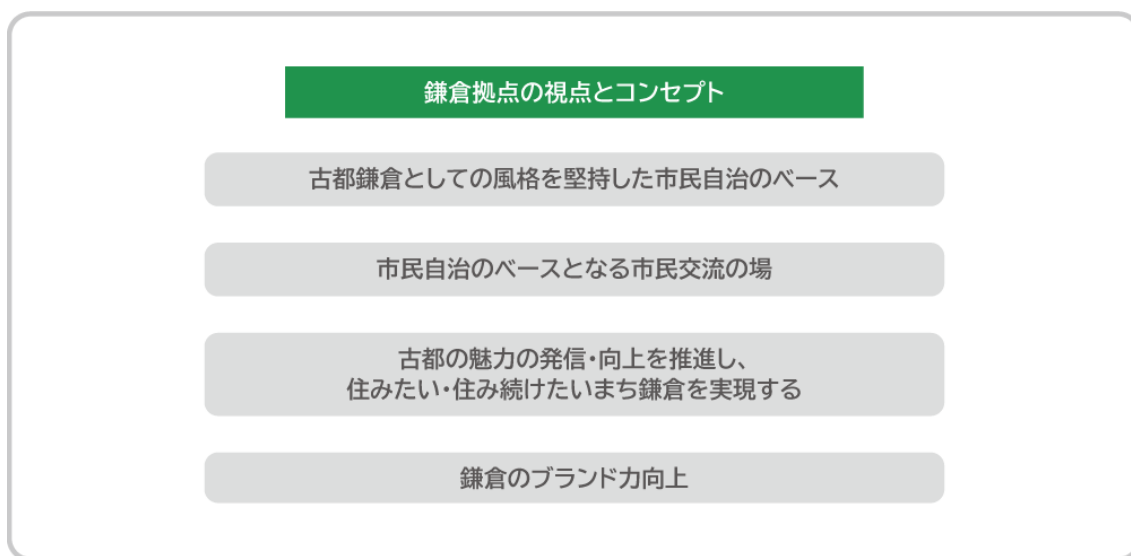 鎌倉拠点の視点とコンセプト
古都鎌倉としての風格を堅持した市民自治のベース
市民自治のベースとなる市民交流の場
古都の魅力の発信・向上を推進し、
住みたい・住み続けたいまち鎌倉を実現する
鎌倉のブランド力向上